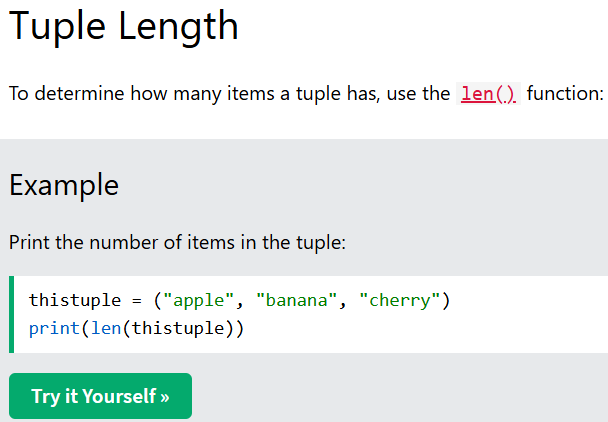 Tuple Length
To determine how many items a tuple has, use the len() function:
Example
Print the number of items in the tuple:
thistuple = ("apple", "banana", "cherry")
print(len(thistuple))
Try it Yourself »